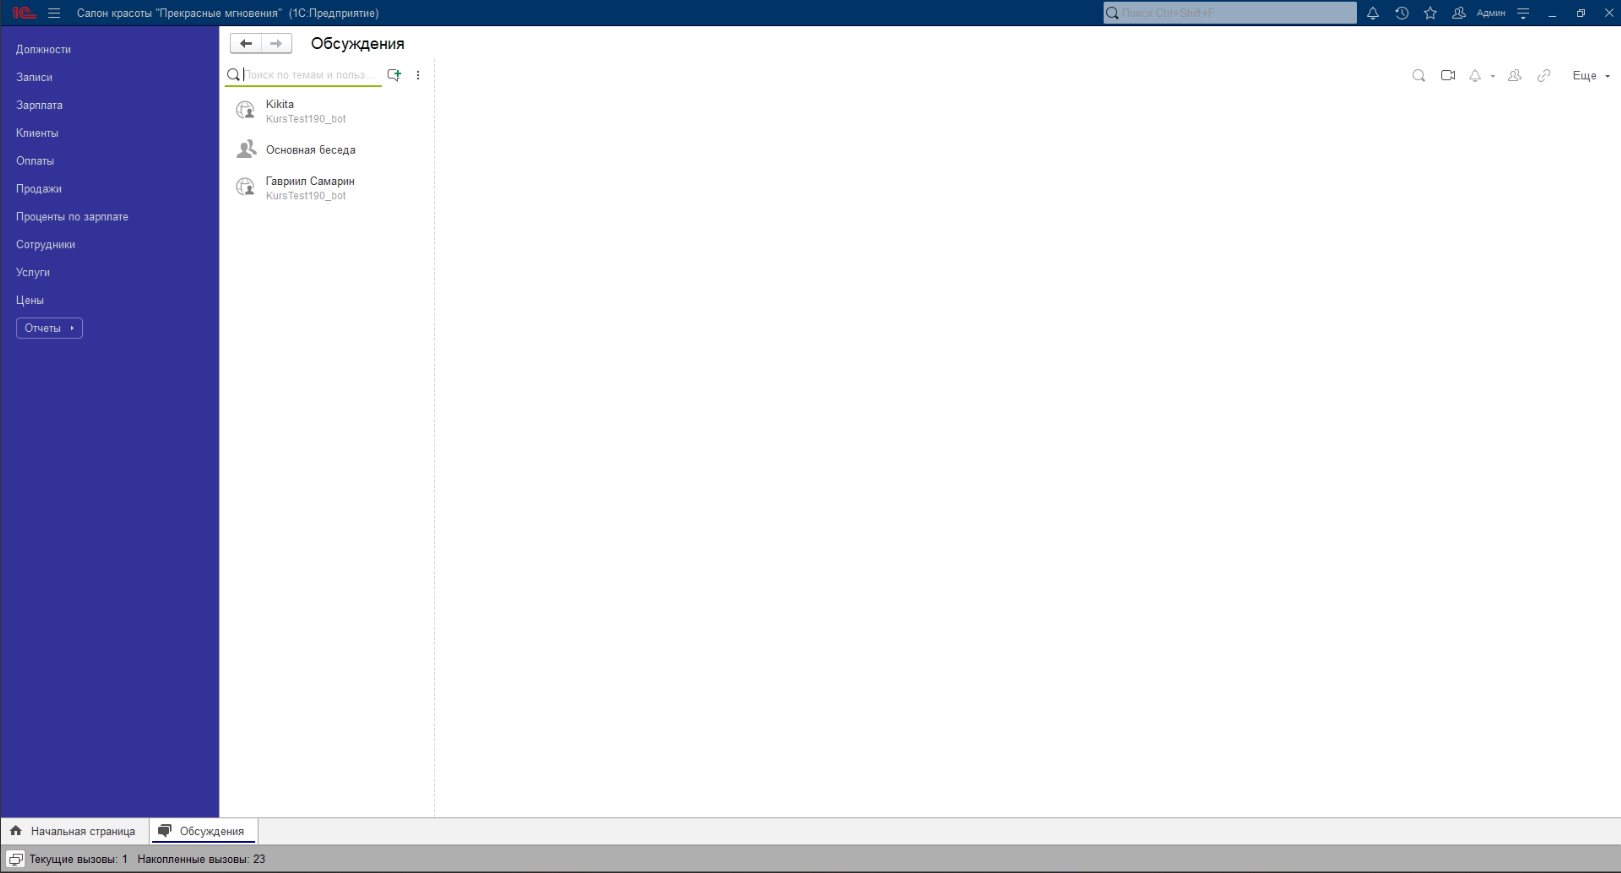 1С Салон красоты "Прекрасные мгновения" (1С:Предприятие) Поиск Ctrl+Shift+F Админ
Должности
Записи
Зарплата
Клиенты
Оплаты
Продажи
Проценты по зарплате
Сотрудники
Услуги
Цены
Отчеты
Обсуждения
Поиск по темам и польз...
Еще
Kikita
KursTest190_bot
Основная беседа
Гавриил Самарин
KursTest190_bot
Начальная страница Обсуждения
Текущие вызовы: 1 Накопленные вызовы: 23